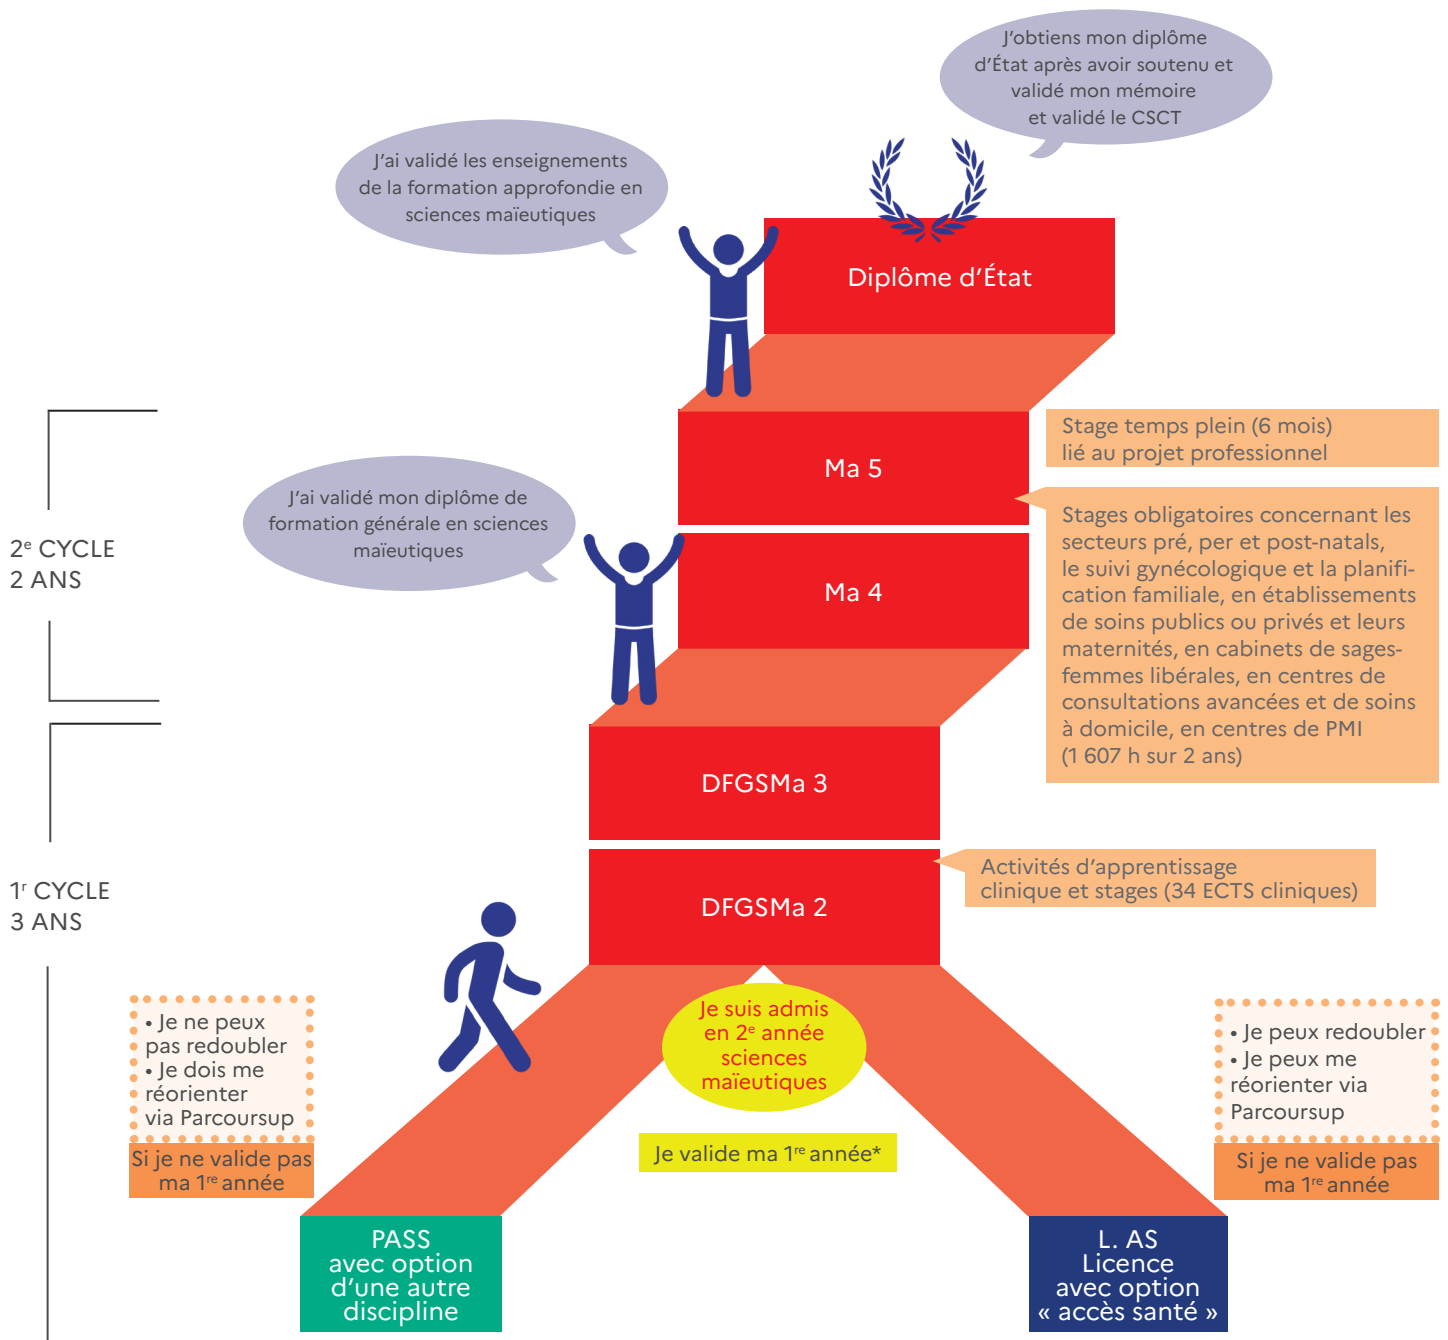 J’obtiens mon diplôme
d’État après avoir soutenu et
validé mon mémoire
et validé le CSCT
J’ai validé les enseignements
de la formation approfondie en
sciences maïeutiques
Diplôme d’État
Ma 5
Stage temps plein (6 mois)
lié au projet professionnel
J’ai validé mon diplôme de
formation générale en sciences
maïeutiques
2e CYCLE
2 ANS
Ma 4
Stages obligatoires concernant les
secteurs pré, per et post-natals,
le suivi gynécologique et la planifi-
cation familiale, en établissements
de soins publics ou privés et leurs
maternités, en cabinets de sages-
femmes libérales, en centres de
consultations avancées et de soins
à domicile, en centres de PMI
(1 607 h sur 2 ans)
DFGSMa 3
1r CYCLE
3 ANS
DFGSMa 2
Activités d’apprentissage
clinique et stages (34 ECTS cliniques)
• Je ne peux
pas redoubler
• Je dois me
réorienter
via Parcoursup
Si je ne valide pas
ma 1re année
Je suis admis
en 2e année
sciences
maïeutiques
Je valide ma 1re année*
• Je peux redoubler
• Je peux me
réorienter via
Parcoursup
Si je ne valide pas
ma 1re année
PASS
avec option
d’une autre
discipline
L. AS
Licence
avec option
« accès santé »